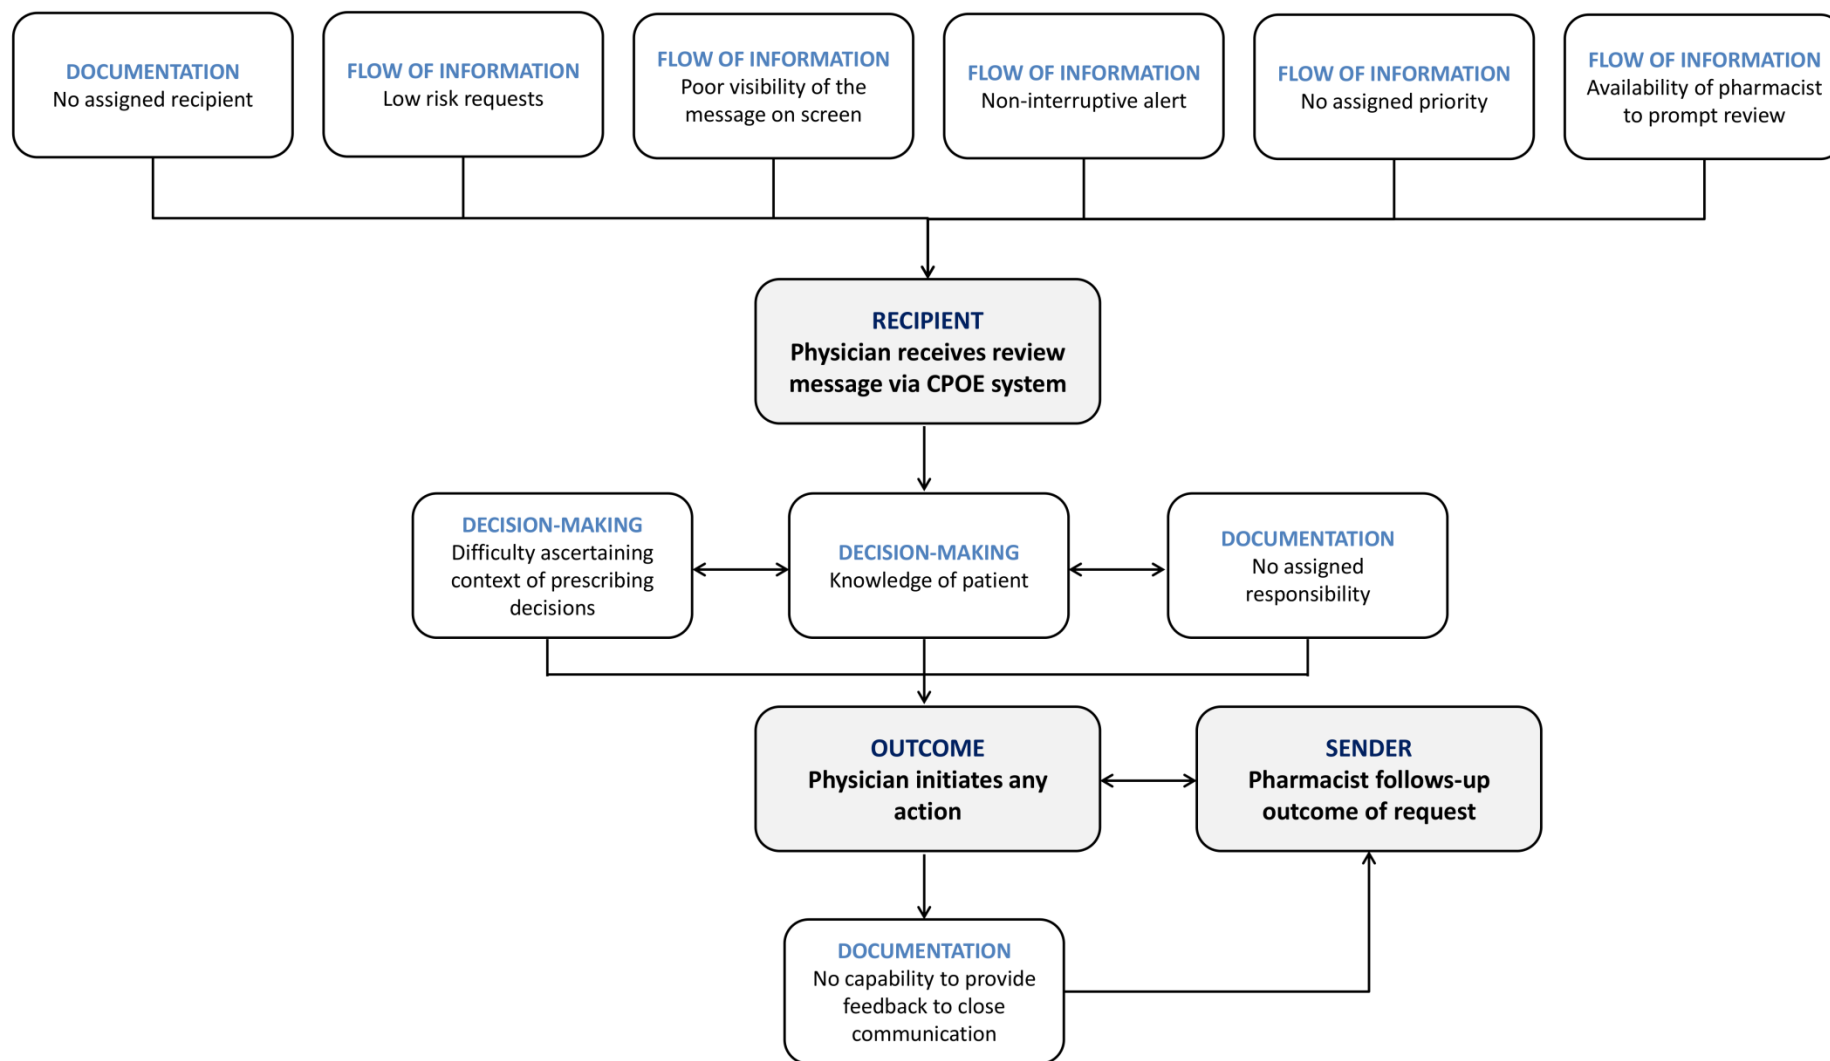 DOCUMENTATION
No assigned recipient
FLOW OF INFORMATION
Low risk requests
FLOW OF INFORMATION
Poor visibility of the
message on screen
FLOW OF INFORMATION
Non-interruptive alert
FLOW OF INFORMATION
No assigned priority
FLOW OF INFORMATION
Availability of pharmacist
to prompt review
RECIPIENT
Physician receives review
message via CPOE system
DECISION-MAKING
Difficulty ascertaining
context of prescribing
decisions
DECISION-MAKING
Knowledge of patient
DOCUMENTATION
No assigned
responsibility
OUTCOME
Physician initiates any
action
SENDER
Pharmacist follows-up
outcome of request
DOCUMENTATION
No capability to provide
feedback to close
communication